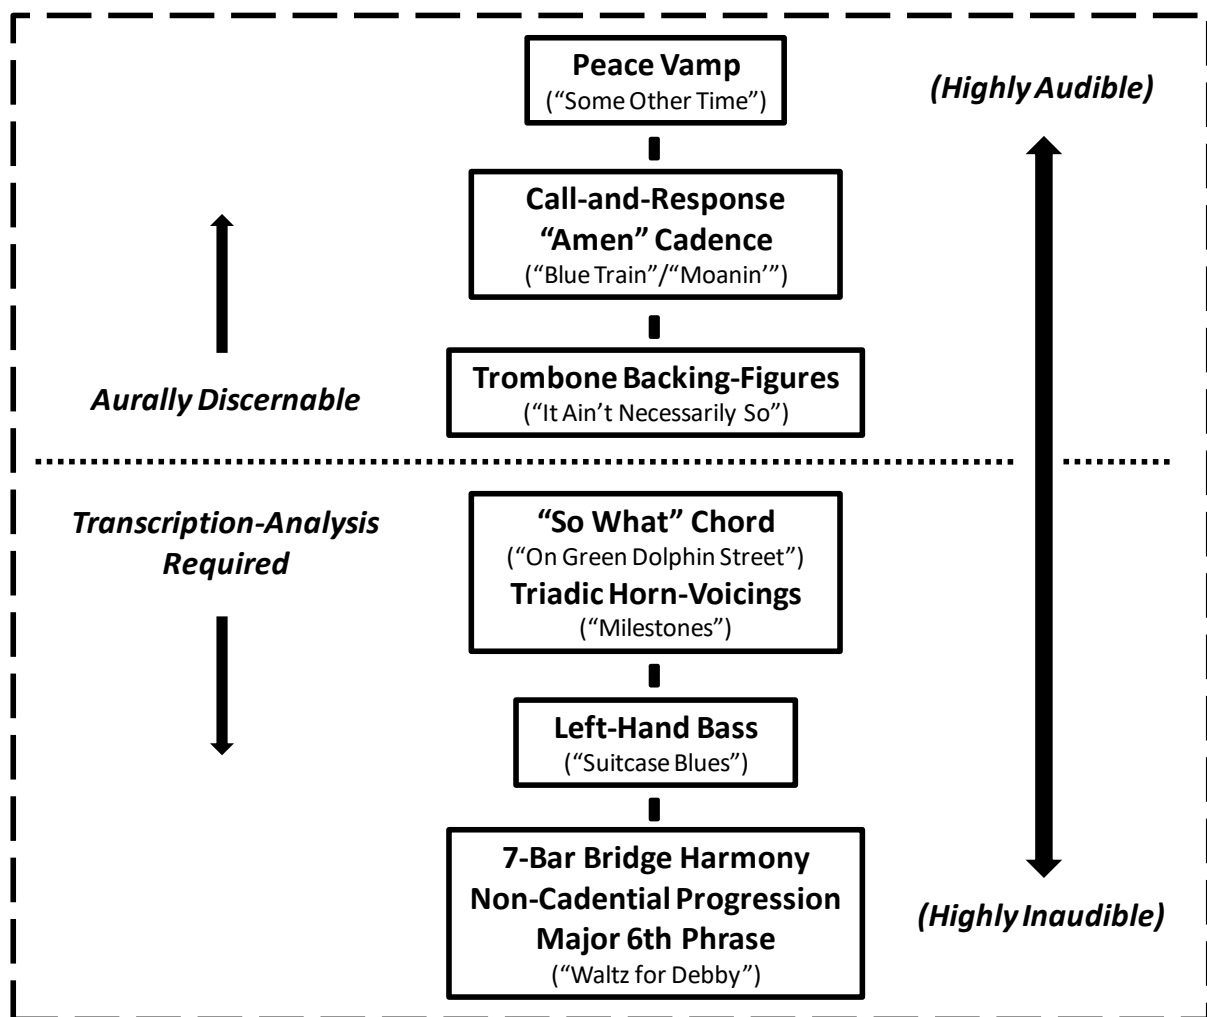 Peace Vamp
(“Some Other Time”)
(Highly Audible)
Call-and-Response
“Amen” Cadence
(“Blue Train”/“Moanin’”)
Trombone Backing-Figures
(“It Ain’t Necessarily So”)
Aurally Discernable
Transcription-Analysis
Required
“So What” Chord
(“On Green Dolphin Street”)
Triadic Horn-Voicings
(“Milestones”)
Left-Hand Bass
(“Suitcase Blues”)
7-Bar Bridge Harmony
Non-Cadential Progression
Major 6th Phrase
(“Waltz for Debby”)
(Highly Inaudible)